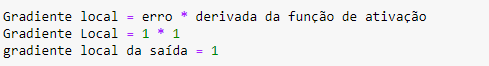 Gradiente local = erro * derivada da função de ativação
Gradiente Local = 1 * 1
gradiente local da saída = 1